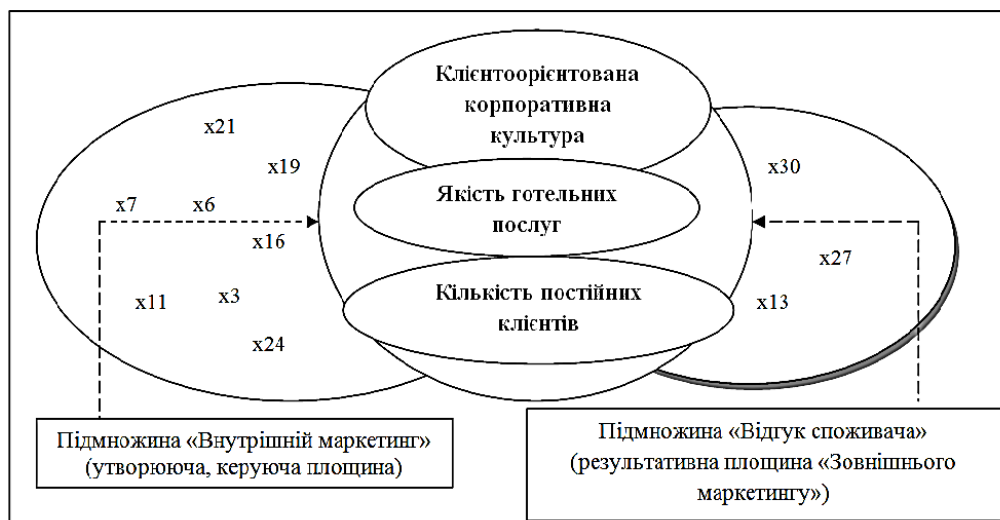 Клієнтоорієнтована
корпоративна
культура
x21
x19
x30
x7
x6
Якість готельних
послуг
x16
x27
x11
x3
Кількість постійних
клієнтів
x13
x24
Підмножина «Внутрішній маркетинг»
(утворююча, керуюча площина)
Підмножина «Відгук споживача»
(результативна площина «Зовнішнього
маркетингу»)